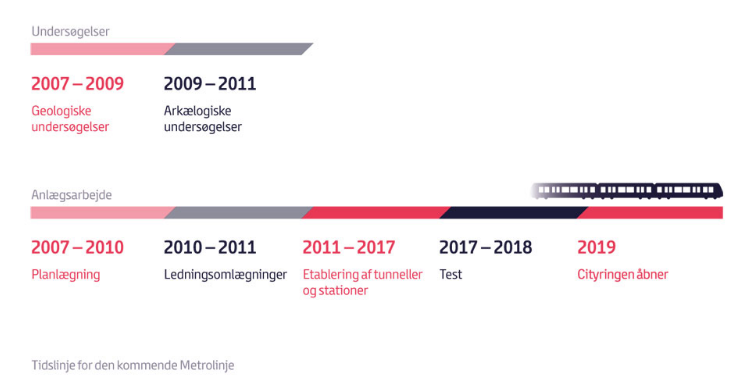 Undersøgelser
2007 – 2009
2009 – 2011
Geologiske
undersøgelser
Arkælogiske
undersøgelser
Anlægsarbejde
2007 – 2010
2010 – 2011
2011 – 2017
2017 – 2018
2019
Planlægning
Ledningsomlægninger
Etablering af tunneller
og stationer
Test
Cityringen åbner
Tidslinje for den kommende Metrolinje